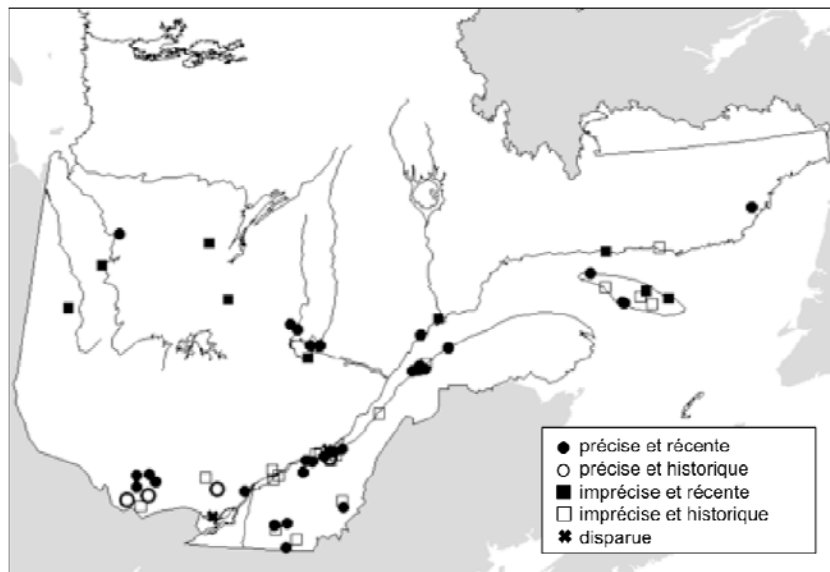 précise et récente
précise et historique
imprécise et récente
imprécise et historique
disparue